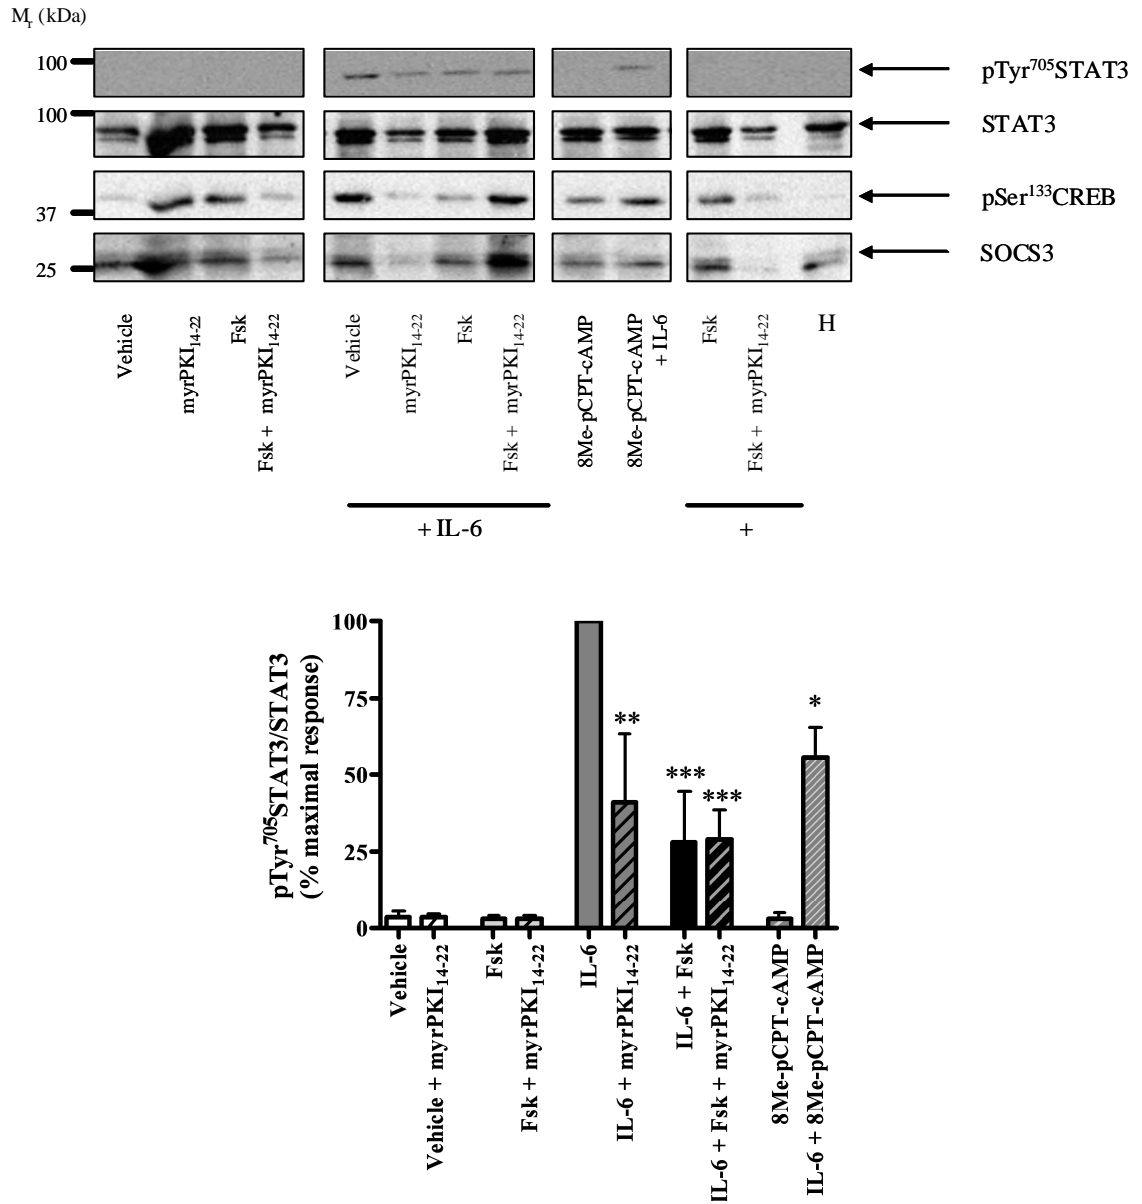 Mr (kDa)
100
pTyr705STAT3
100
STAT3
37
pSer133CREB
25
SOCS3
Vehicle
myrPKI14-22
Fsk
Fsk + myrPKI14-22
Vehicle
myrPKI14-22
Fsk
Fsk + myrPKI14-22
8Me-pCPT-cAMP
8Me-pCPT-cAMP
+ IL-6
Fsk
Fsk + myrPKI14-22
H
+ IL-6
+
pTyr705STAT3/STAT3
(% maximal response)
100
75
50
25
0
**
***
***
*
Vehicle
Vehicle + myrPKI14-22
Fsk
Fsk + myrPKI14-22
IL-6
IL-6 + myrPKI14-22
IL-6 + Fsk
IL-6 + Fsk + myrPKI14-22
8Me-pCPT-cAMP
IL-6 + 8Me-pCPT-cAMP